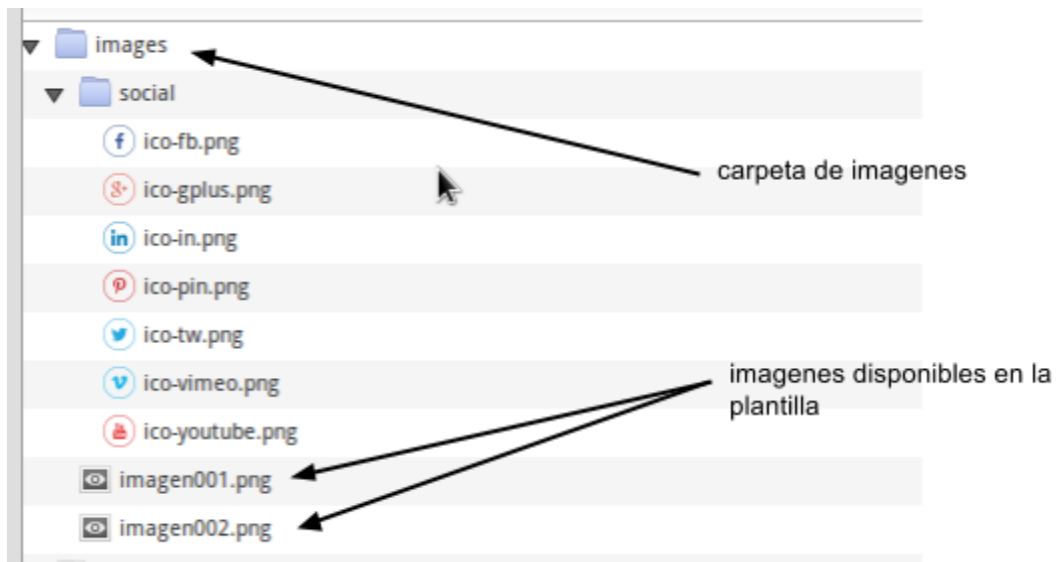 images
social
ico-fb.png
ico-gplus.png
carpeta de imagenes
ico-in.png
ico-pin.png
ico-tw.png
ico-vimeo.png
imagenes disponibles en la
plantilla
ico-youtube.png
imagen001.png
imagen002.png